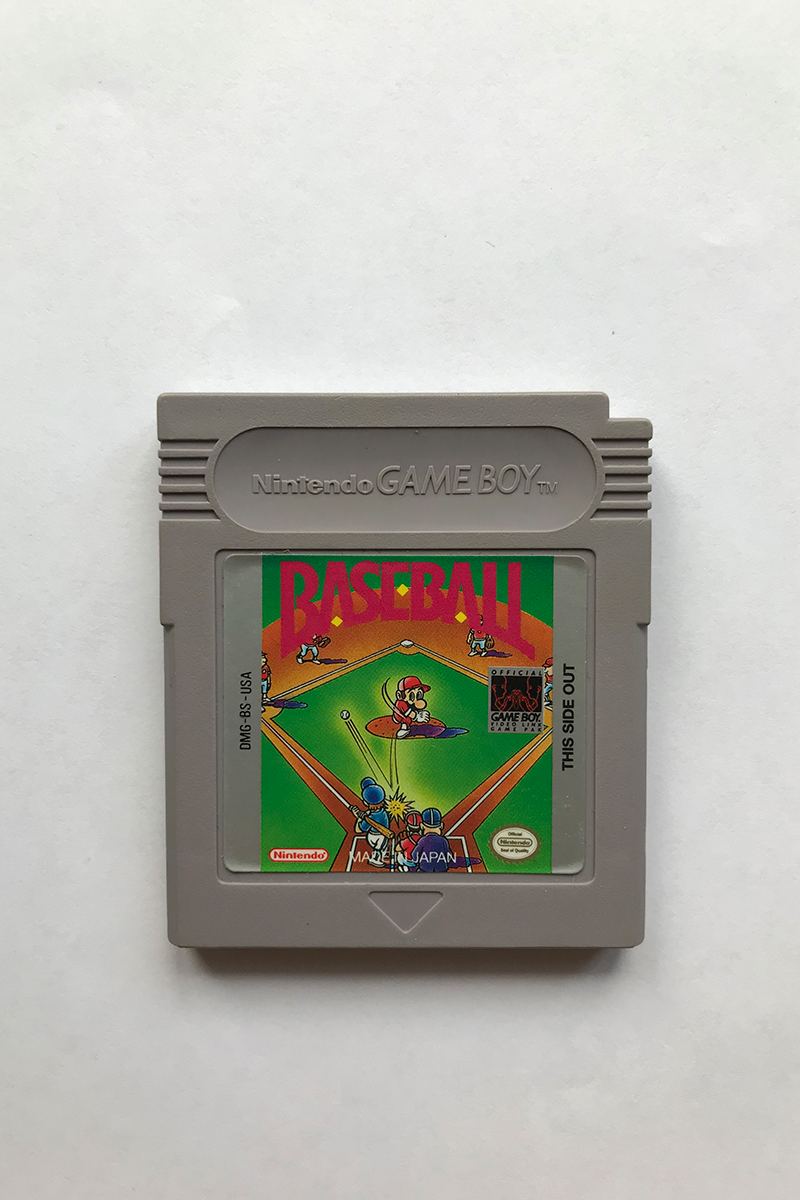 Nintendo GAME BOY TM
BASEBALL
DMG-BS-USA
OFFICIAL
GAME BOY
VIDEO LINK
GAME PAK
THIS SIDE OUT
Nintendo
MADE IN JAPAN
Official
Nintendo
Seal of Quality